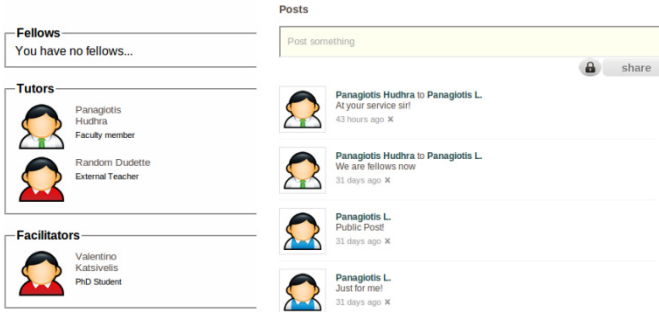 Fellows
You have no fellows...
Tutors
Panagiotis
Hudhra
Faculty member
Random Dudette
External Teacher
Facilitators
Valentino
Katsivelis
PhD Student
Posts
Post something
share
Panagiotis Hudhra to Panagiotis L.
At your service sir!
43 hours ago ×
Panagiotis Hudhra to Panagiotis L.
We are fellows now
31 days ago ×
Panagiotis L.
Public Post!
31 days ago ×
Panagiotis L.
Just for me!
31 days ago ×